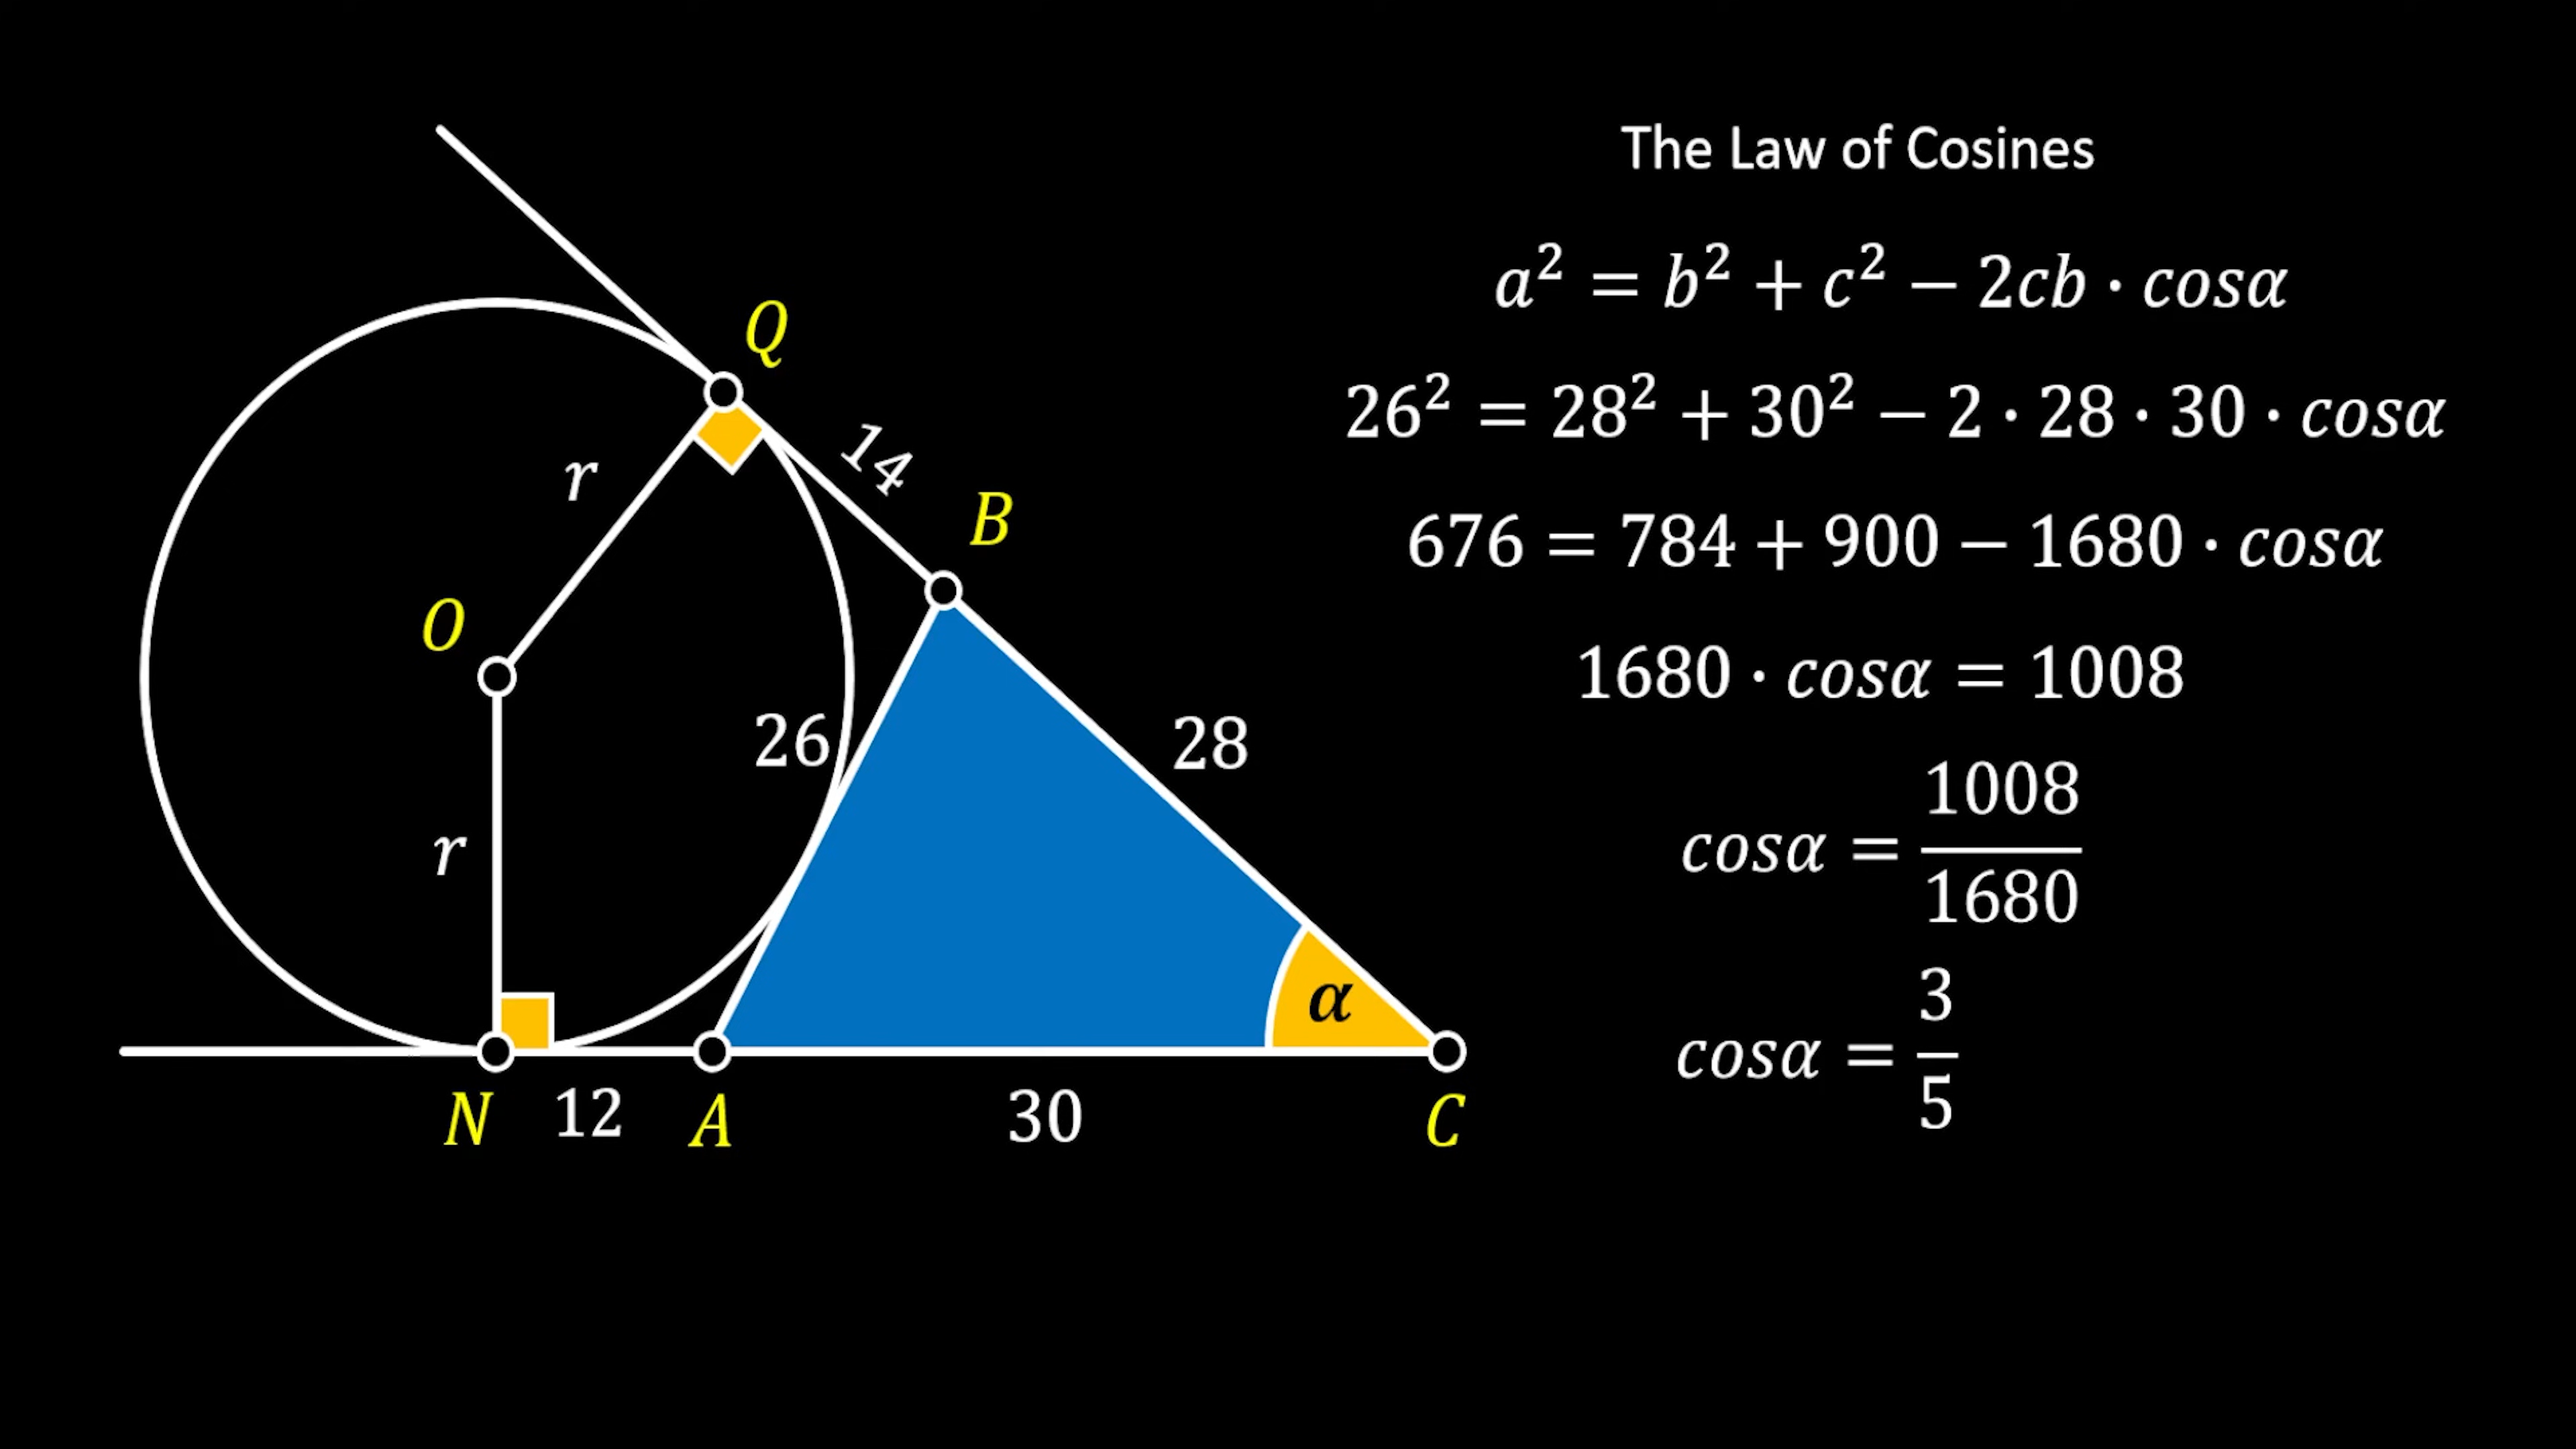 The Law of Cosines
a² = b² + c² − 2cb · cosα
26² = 28² + 30² − 2 · 28 · 30 · cosα
676 = 784 + 900 − 1680 · cosα
1680 · cosα = 1008
cosα = 1008/1680
cosα = 3/5
Q
14
r
B
O
26
28
r
α
N
12
A
30
C